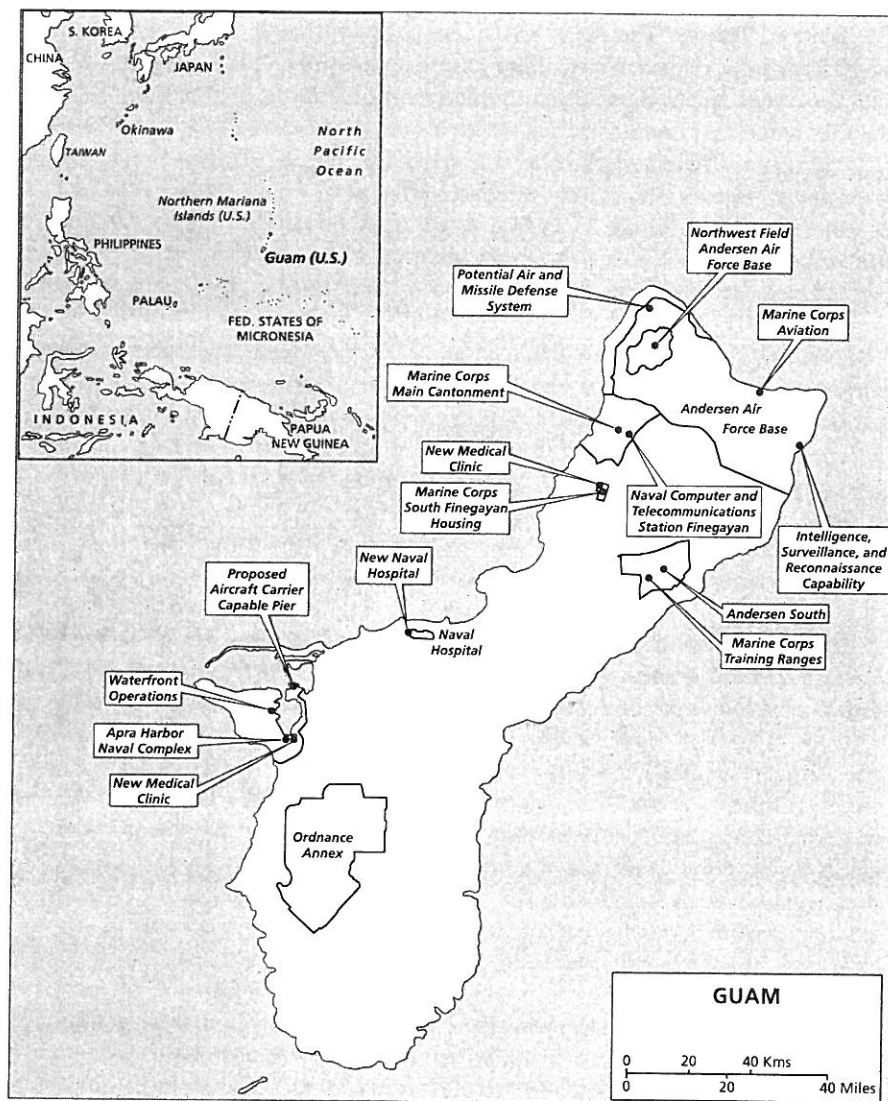 S. KOREA
CHINA
JAPAN
Okinawa
TAIWAN
North
Pacific
Ocean
Northern Mariana
Islands (U.S.)
PHILIPPINES
Guam (U.S.)
PALAU
FED. STATES OF
MICRONESIA
INDONESIA
PAPUA
NEW GUINEA
Northwest Field
Andersen Air
Force Base
Potential Air and
Missile Defense
System
Marine Corps
Aviation
Marine Corps
Main Cantonment
Andersen Air
Force Base
New Medical
Clinic
Marine Corps
South Finegayan
Housing
Naval Computer and
Telecommunications
Station Finegayan
Intelligence,
Surveillance, and
Reconnaissance
Capability
New Naval
Hospital
Proposed
Aircraft Carrier
Capable Pier
Naval
Hospital
Andersen South
Marine Corps
Training Ranges
Waterfront
Operations
Apra Harbor
Naval Complex
New Medical
Clinic
Ordnance
Annex
GUAM
0 20 40 Kms
0 20 40 Miles